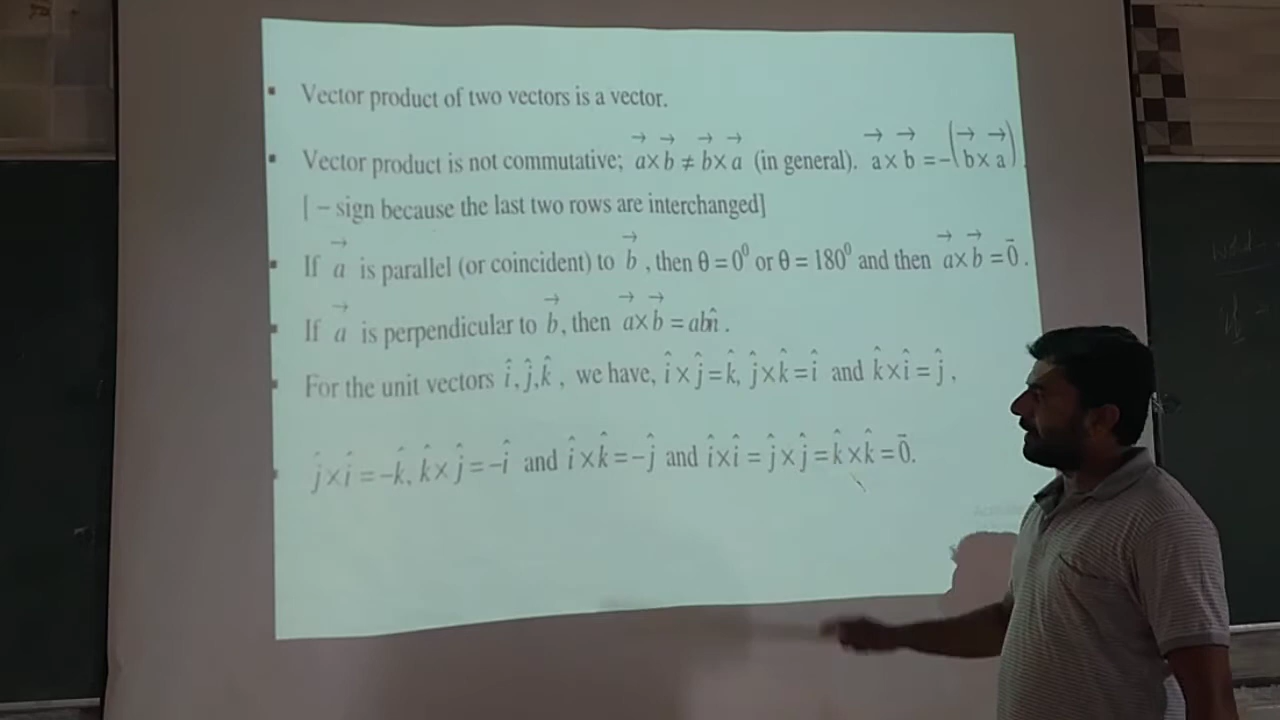 ▪ Vector product of two vectors is a vector.
▪ Vector product is not commutative; a⃗ × b⃗ ≠ b⃗ × a⃗ (in general). a⃗ × b⃗ = −(b⃗ × a⃗)
[ − sign because the last two rows are interchanged]
▪ If a⃗ is parallel (or coincident) to b⃗ , then θ = 0⁰ or θ = 180⁰ and then a⃗ × b⃗ = 0̄ .
▪ If a⃗ is perpendicular to b⃗, then a⃗ × b⃗ = abn̂ .
▪ For the unit vectors î, ĵ, k̂ , we have, î × ĵ = k̂, ĵ × k̂ = î and k̂ × î = ĵ ,
▪ ĵ × î = −k̂, k̂ × ĵ = −î and î × k̂ = −ĵ and î × î = ĵ × ĵ = k̂ × k̂ = 0̄.